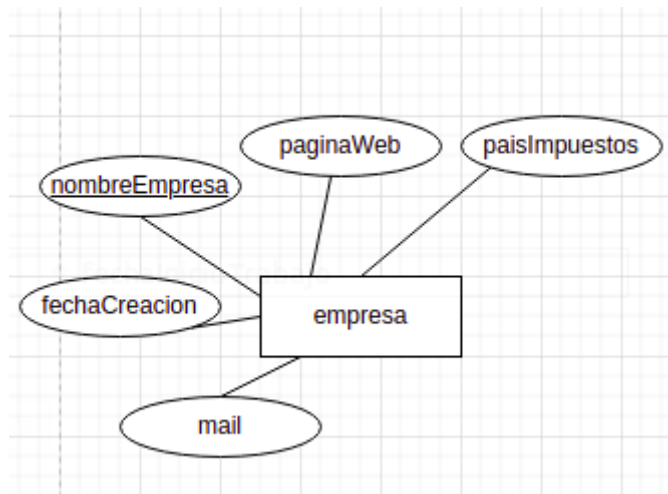 paginaWeb
paisImpuestos
nombreEmpresa
fechaCreacion
empresa
mail